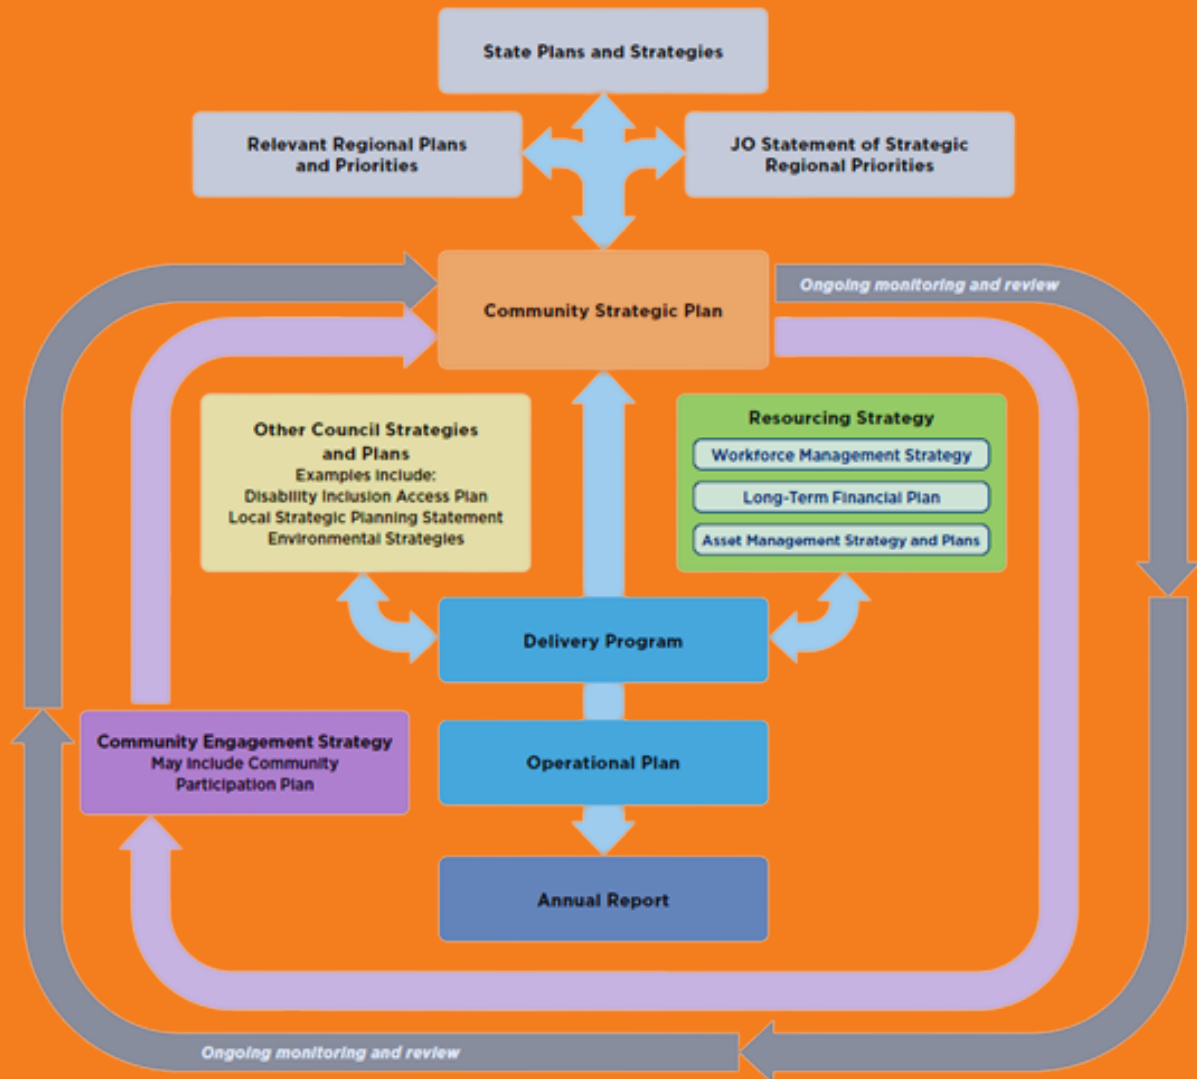 State Plans and Strategies
Relevant Regional Plans
and Priorities
JO Statement of Strategic
Regional Priorities
Community Strategic Plan
Ongoing monitoring and review
Other Council Strategies
and Plans
Examples include:
Disability Inclusion Access Plan
Local Strategic Planning Statement
Environmental Strategies
Resourcing Strategy
Workforce Management Strategy
Long-Term Financial Plan
Asset Management Strategy and Plans
Delivery Program
Community Engagement Strategy
May include Community
Participation Plan
Operational Plan
Annual Report
Ongoing monitoring and review